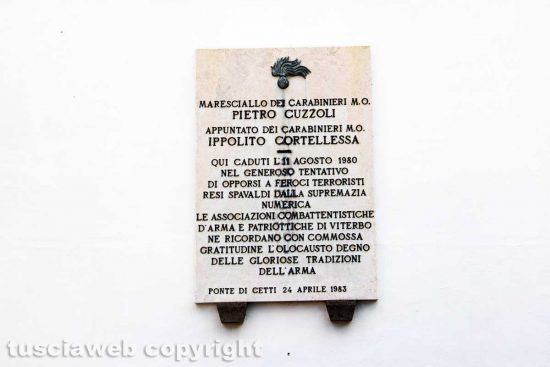 MARESCIALLO DEI CARABINIERI M.O.
PIETRO CUZZOLI
APPUNTATO DEI CARABINIERI M.O.
IPPOLITO CORTELLESSA
QUI CADUTI L'11 AGOSTO 1980
NEL GENEROSO TENTATIVO
DI OPPORSI A FEROCI TERRORISTI
RESI SPAVALDI DALLA SUPREMAZIA
NUMERICA
LE ASSOCIAZIONI COMBATTENTISTICHE
D'ARMA E PATRIOTTICHE DI VITERBO
NE RICORDANO CON COMMOSSA
GRATITUDINE L'OLOCAUSTO DEGNO
DELLE GLORIOSE TRADIZIONI
DELL'ARMA
PONTE DI CETTI 24 APRILE 1983
tusciaweb copyright